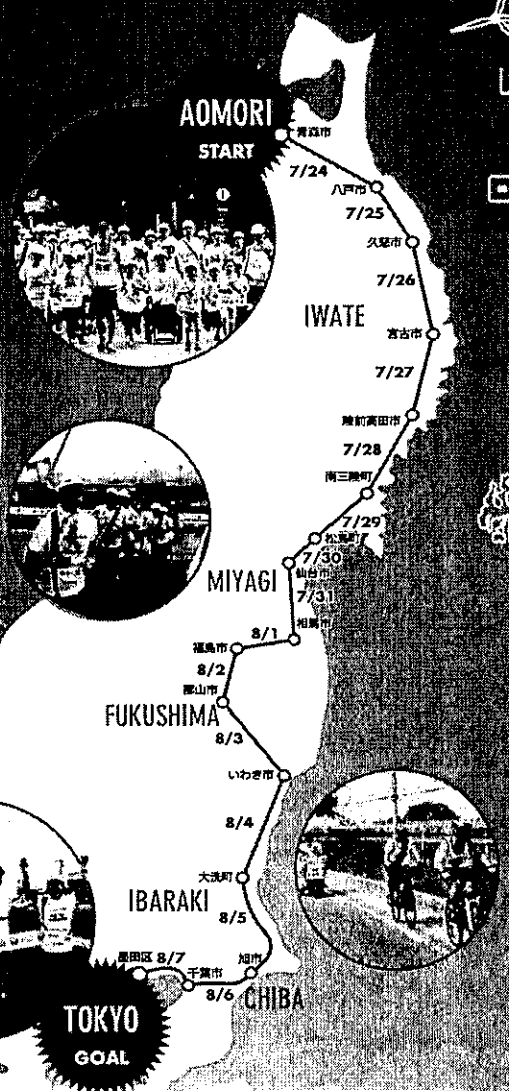 AOMORI
START
青森市
7/24
八戸市
7/25
久慈市
7/26
IWATE
宮古市
7/27
陸前高田市
7/28
南三陸町
7/29
松島町
7/30
仙台市
MIYAGI
7/31
相馬市
8/1
福島市
8/2
郡山市
FUKUSHIMA
8/3
いわき市
8/4
大洗町
IBARAKI
8/5
墨田区
8/7
旭市
千葉市
8/6
CHIBA
TOKYO
GOAL